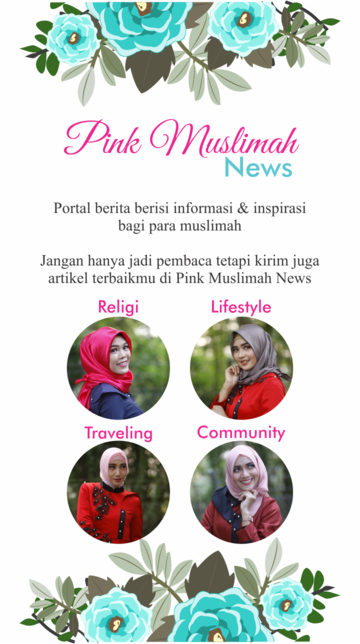 Pink Muslimah
News
Portal berita berisi informasi & inspirasi
bagi para muslimah
Jangan hanya jadi pembaca tetapi kirim juga
artikel terbaikmu di Pink Muslimah News
Religi
Lifestyle
Traveling
Community